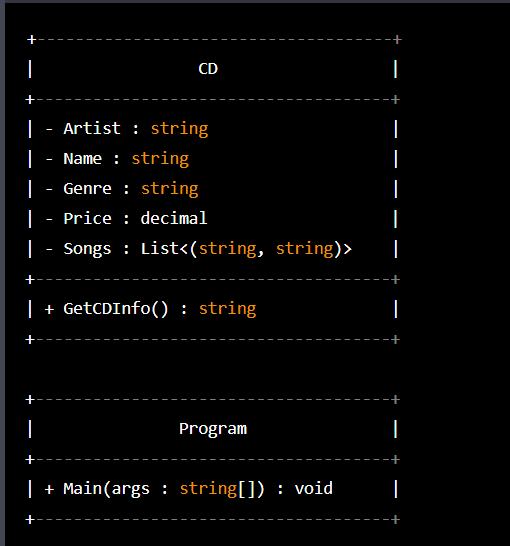 +-------------------------------------+
| CD |
+-------------------------------------+
| - Artist : string |
| - Name : string |
| - Genre : string |
| - Price : decimal |
| - Songs : List<(string, string)> |
+-------------------------------------+
| + GetCDInfo() : string |
+-------------------------------------+
+-------------------------------------+
| Program |
+-------------------------------------+
| + Main(args : string[]) : void |
+-------------------------------------+